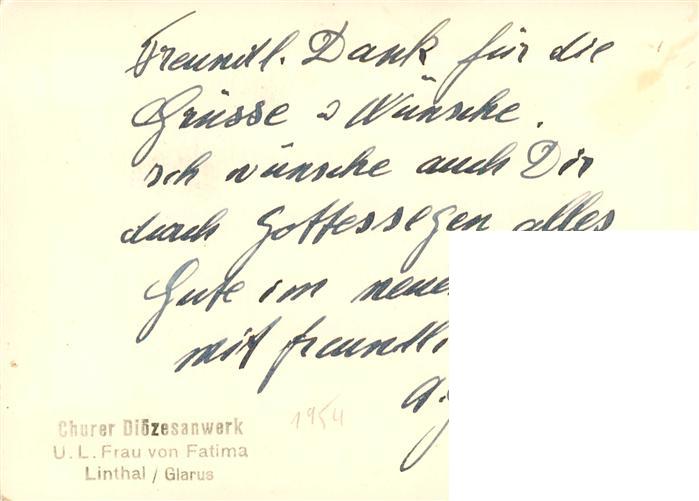 Freundl. Dank für die
Grüsse & Wünsche.
ich wünsche auch Dir
durch Gottessegen alles
Gute im neue
mit freundl.
A.
1954
Churer Diözesanwerk
U. L. Frau von Fatima
Linthal / Glarus